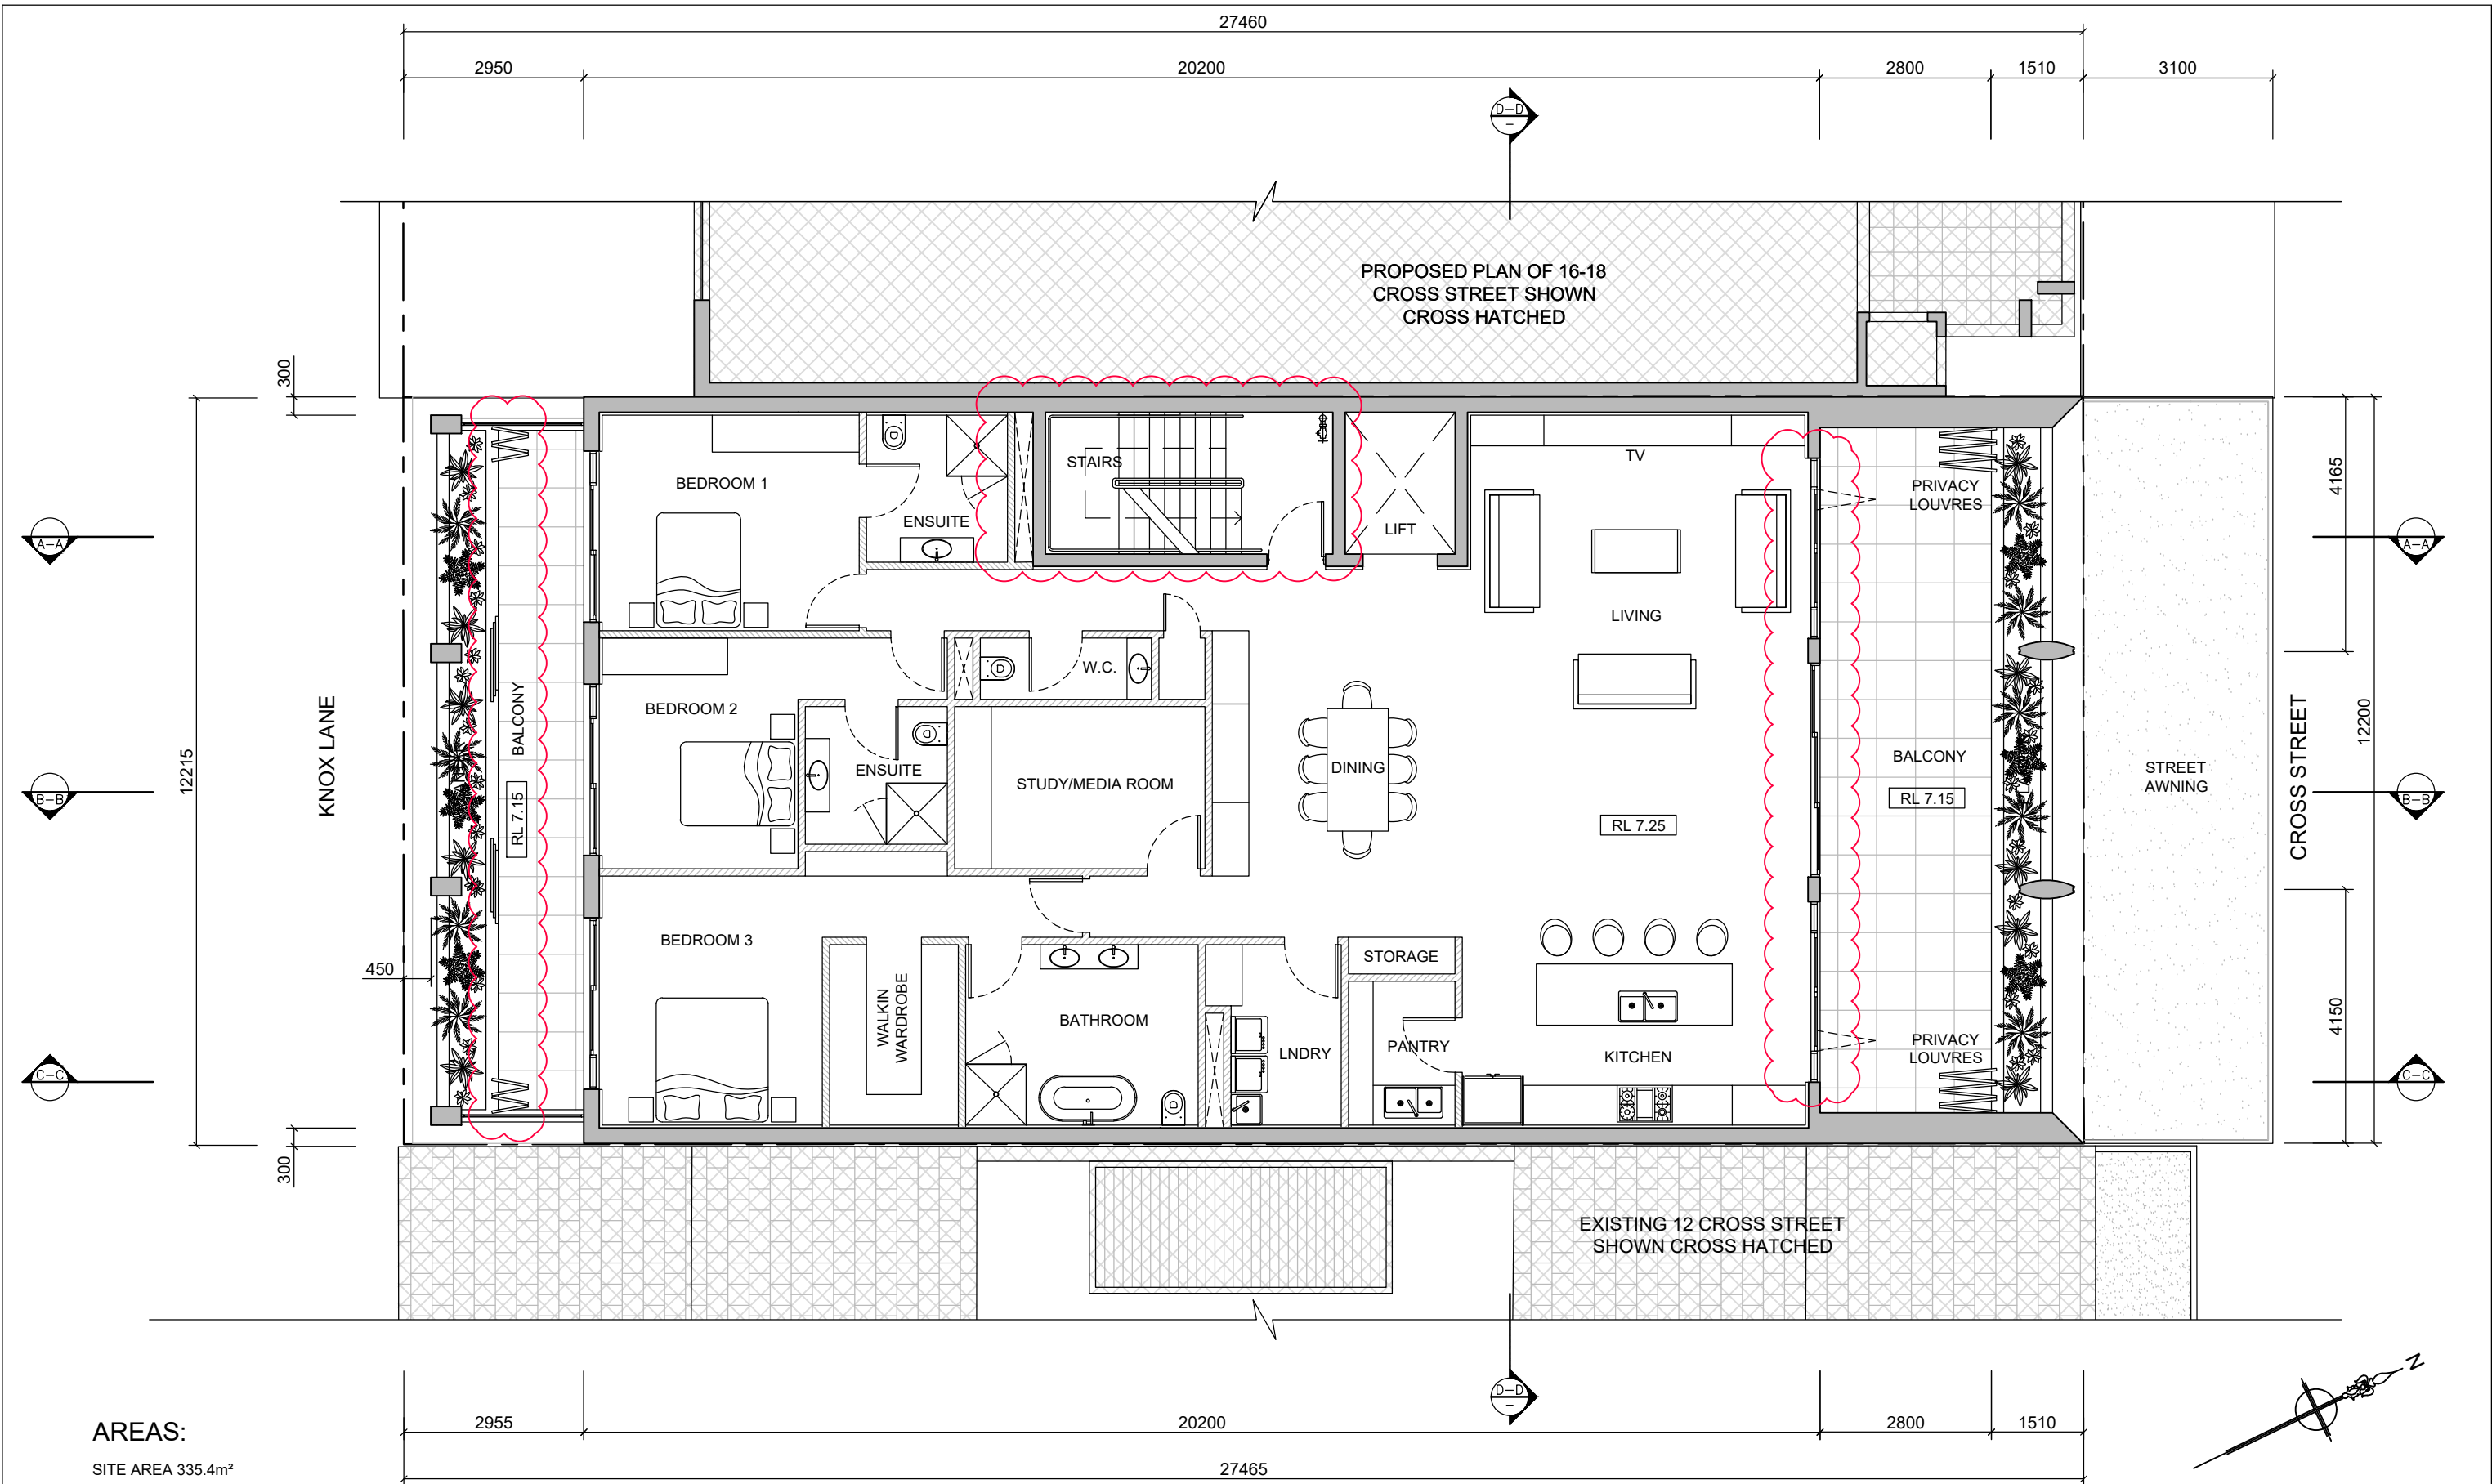 27460
2950
20200
2800
1510
3100
D-D
–
PROPOSED PLAN OF 16-18
CROSS STREET SHOWN
CROSS HATCHED
300
STAIRS
TV
BEDROOM 1
PRIVACY
LOUVRES
4165
ENSUITE
LIFT
A-A
A-A
LIVING
W.C.
KNOX LANE
BALCONY
RL 7.15
BEDROOM 2
12215
ENSUITE
STUDY/MEDIA ROOM
DINING
BALCONY
RL 7.15
STREET
AWNING
CROSS STREET
12200
B-B
B-B
RL 7.25
BEDROOM 3
STORAGE
450
WALKIN
WARDROBE
BATHROOM
LNDRY
PANTRY
KITCHEN
PRIVACY
LOUVRES
4150
C-C
C-C
300
EXISTING 12 CROSS STREET
SHOWN CROSS HATCHED
N
D-D
–
AREAS:
2955
20200
2800
1510
SITE AREA 335.4m²
27465